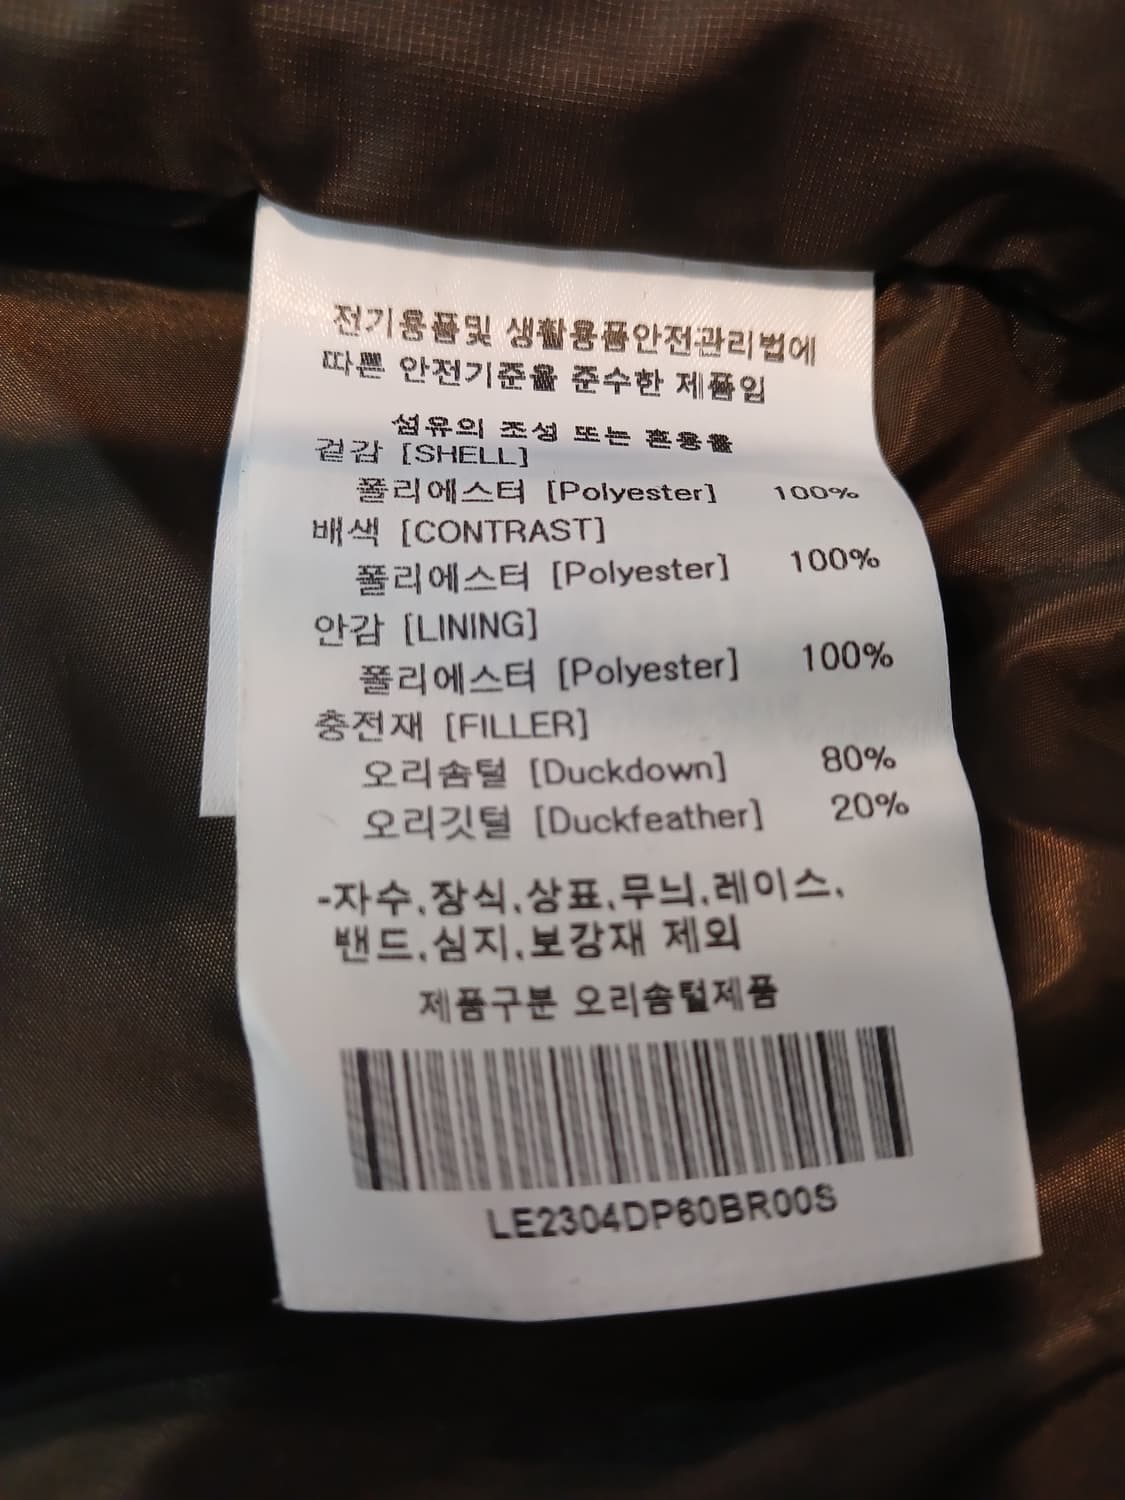 전기용품및 생활용품안전관리법에
따른 안전기준을 준수한 제품임
섬유의 조성 또는 혼용율
겉감 [SHELL]
폴리에스터 [Polyester] 100%
배색 [CONTRAST]
폴리에스터 [Polyester] 100%
안감 [LINING]
폴리에스터 [Polyester] 100%
충전재 [FILLER]
오리솜털 [Duckdown] 80%
오리깃털 [Duckfeather] 20%
-자수,장식,상표,무늬,레이스,
밴드,심지,보강재 제외
제품구분 오리솜털제품
LE2304DP60BR00S